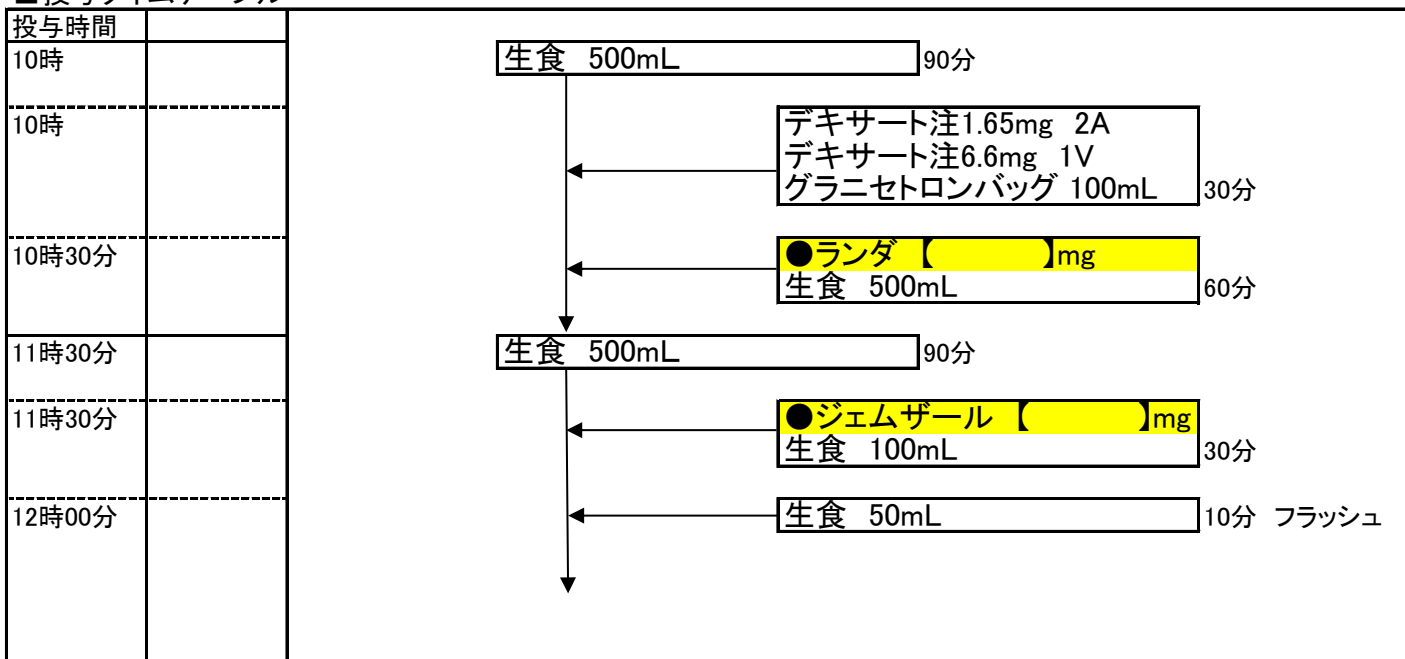 投与時間
10時
生食 500mL 90分
10時
デキサート注1.65mg 2A
デキサート注6.6mg 1V
グラニセトロンバッグ 100mL 30分
10時30分
●ランダ 【 】mg
生食 500mL 60分
11時30分
生食 500mL 90分
11時30分
●ジェムザール 【 】mg
生食 100mL 30分
12時00分
生食 50mL 10分 フラッシュ